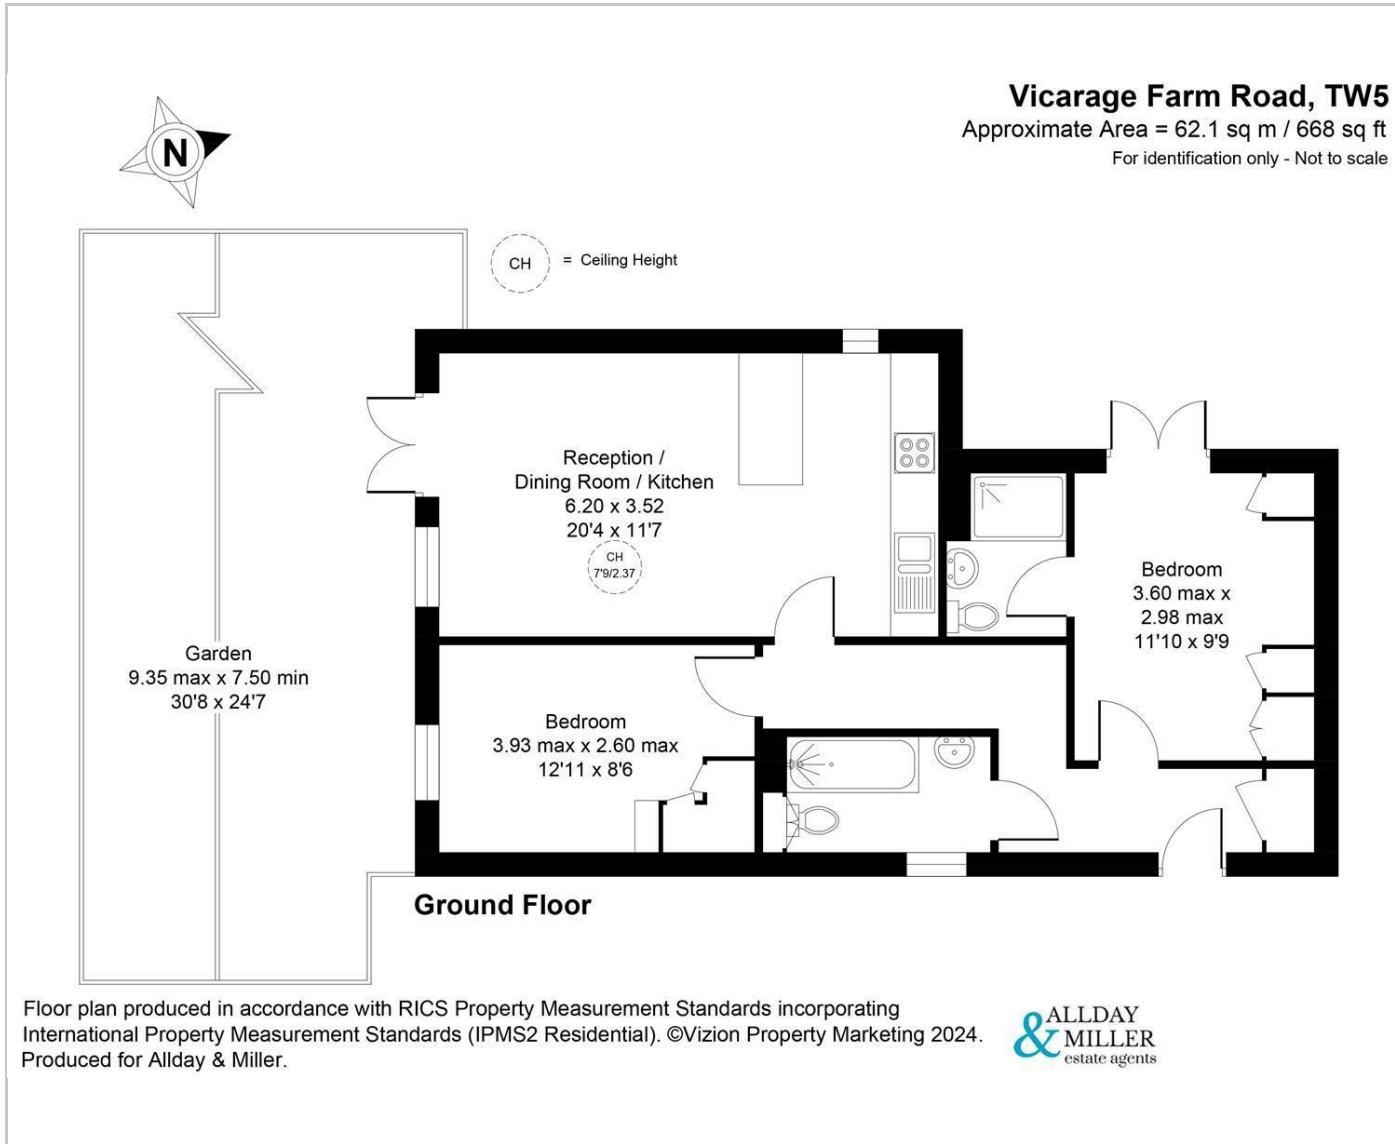 Vicarage Farm Road, TW5
Approximate Area = 62.1 sq m / 668 sq ft
For identification only - Not to scale
N
CH
= Ceiling Height
Reception /
Dining Room / Kitchen
6.20 x 3.52
20'4 x 11'7
CH
7'9/2.37
Bedroom
3.60 max x
2.98 max
11'10 x 9'9
Garden
9.35 max x 7.50 min
30'8 x 24'7
Bedroom
3.93 max x 2.60 max
12'11 x 8'6
Ground Floor
Floor plan produced in accordance with RICS Property Measurement Standards incorporating
International Property Measurement Standards (IPMS2 Residential). ©Vizion Property Marketing 2024.
Produced for Allday & Miller.
ALLDAY
& MILLER
estate agents